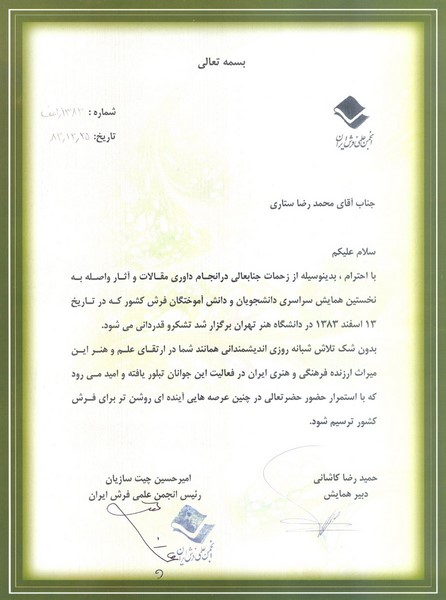 بسمه تعالی
انجمن علمی فرش ایران
شماره : ۱۳۸۳
تاریخ: ۸۳,۱۲,۲۵
جناب آقای محمد رضا ستاری
سلام علیکم
با احترام ، بدینوسیله از زحمات جنابعالی درانجام داوری مقالات و آثار واصله به
نخستین همایش سراسری دانشجویان و دانش آموختگان فرش کشور که در تاریخ
۱۳ اسفند ۱۳۸۳ در دانشگاه هنر تهران برگزار شد تشکرو قدردانی می شود.
بدون شک تلاش شبانه روزی اندیشمندانی همانند شما در ارتقای علم و هنر این
میراث ارزنده فرهنگی و هنری ایران در فعالیت این جوانان تبلور یافته و امید می رود
که با استمرار حضور حضرتعالی در چنین عرصه هایی آینده ای روشن تر برای فرش
کشور ترسیم شود.
حمید رضا کاشانی
دبیر همایش
امیرحسین چیت سازیان
رئیس انجمن علمی فرش ایران
انجمن علمی فرش ایران